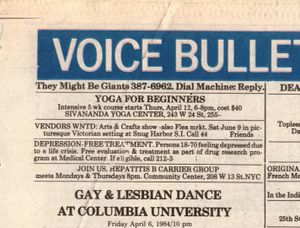 VOICE BULLE
They Might Be Giants 387-6962. Dial Machine: Reply.
YOGA FOR BEGINNERS
Intensive 5 wk course starts Thurs, April 12, 6-8pm, cost $40
SIVANANDA YOGA CENTER, 243 W 24 St, 255-
VENDORS WNTD: Arts & Crafts show -also Flea mrkt. Sat June 9 in pic-
turesque Victorian setting at Snug Harbor S.I. Call 44 Friends
DEPRESSION-FREE TREATMENT. Persons 18-70 feeling depressed due
to a life crisis. Free evaluation & treatment as part of drug research pro-
gram at Medical Center. If eligible, call 212-3
JOIN US. HEPATITIS B CARRIER GROUP
meets Mondays & Thursdays 8pm. Community Center, 208 W 13 St. NYC
GAY & LESBIAN DANCE
AT COLUMBIA UNIVERSITY
Friday April 6, 1984/10 pm
DEA
Topless
ORIGINA
French M
In the Indi
25th St